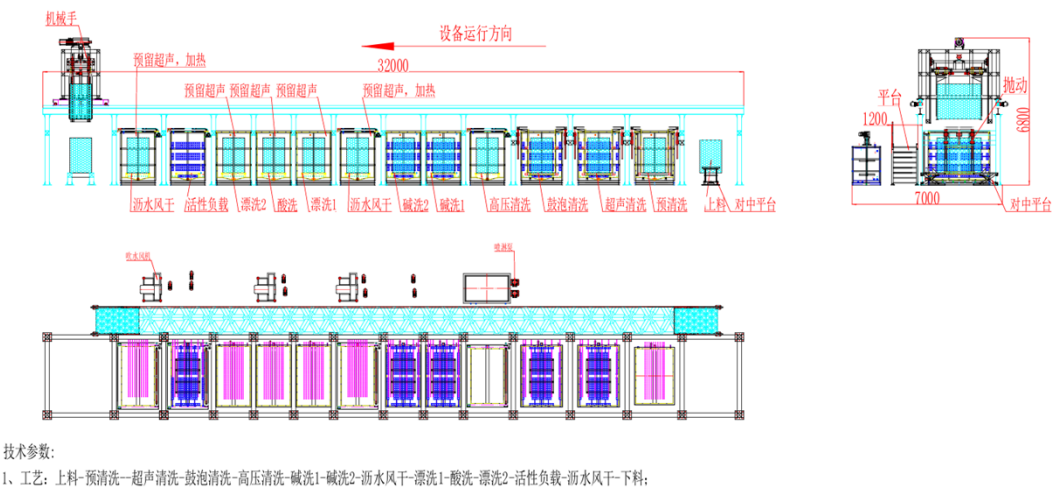 机械手
设备运行方向
预留超声，加热
32000
预留超声 预留超声 预留超声
预留超声，加热
沥水风干 活性负载 漂洗2 酸洗 漂洗1 沥水风干 碱洗2 碱洗1 高压清洗 鼓泡清洗 超声清洗 预清洗 上料 对中平台
抛动
平台
1200
6800
7000
对中平台
吹水风机
喷淋泵
技术参数:
1、工艺: 上料-预清洗--超声清洗-鼓泡清洗-高压清洗-碱洗1-碱洗2-沥水风干-漂洗1-酸洗-漂洗2-活性负载-沥水风干-下料;